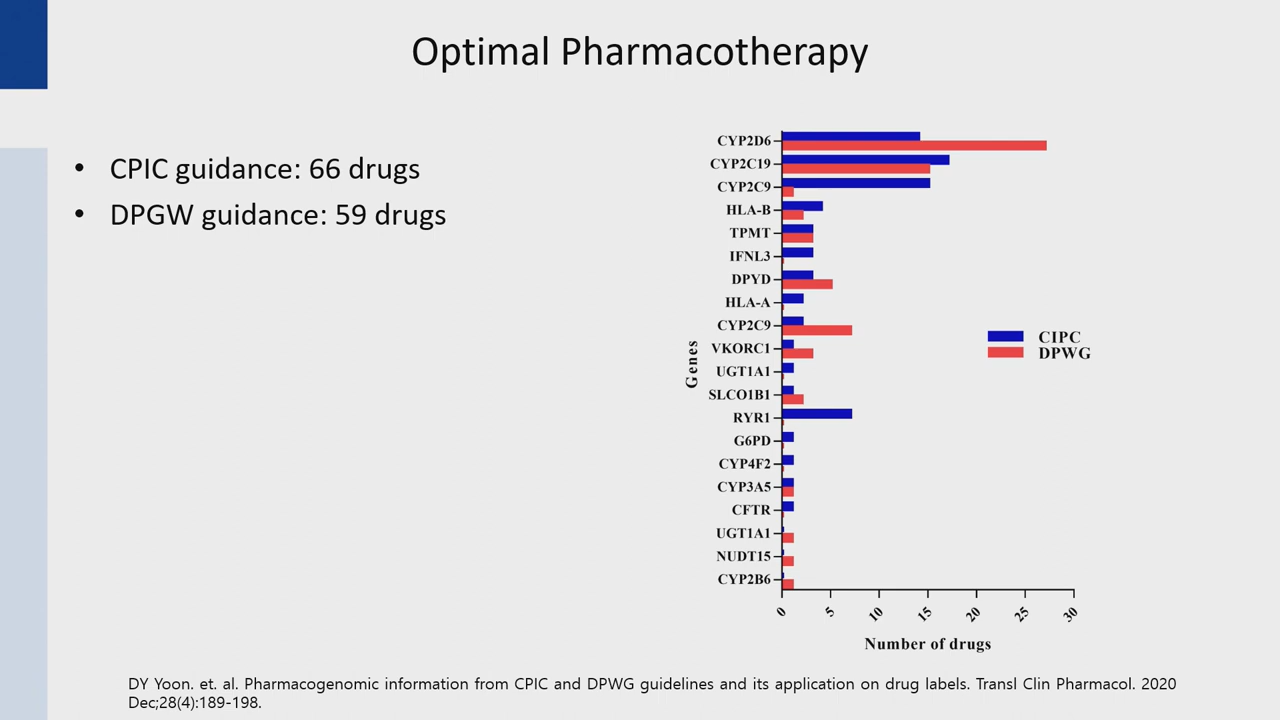 Optimal Pharmacotherapy
• CPIC guidance: 66 drugs
• DPGW guidance: 59 drugs
CYP2D6
CYP2C19
CYP2C9
HLA-B
TPMT
IFNL3
DPYD
HLA-A
CYP2C9
VKORC1
UGT1A1
SLCO1B1
RYR1
G6PD
CYP4F2
CYP3A5
CFTR
UGT1A1
NUDT15
CYP2B6
Genes
CIPC
DPWG
0 5 10 15 20 25 30
Number of drugs
DY Yoon. et. al. Pharmacogenomic information from CPIC and DPWG guidelines and its application on drug labels. Transl Clin Pharmacol. 2020
Dec;28(4):189-198.